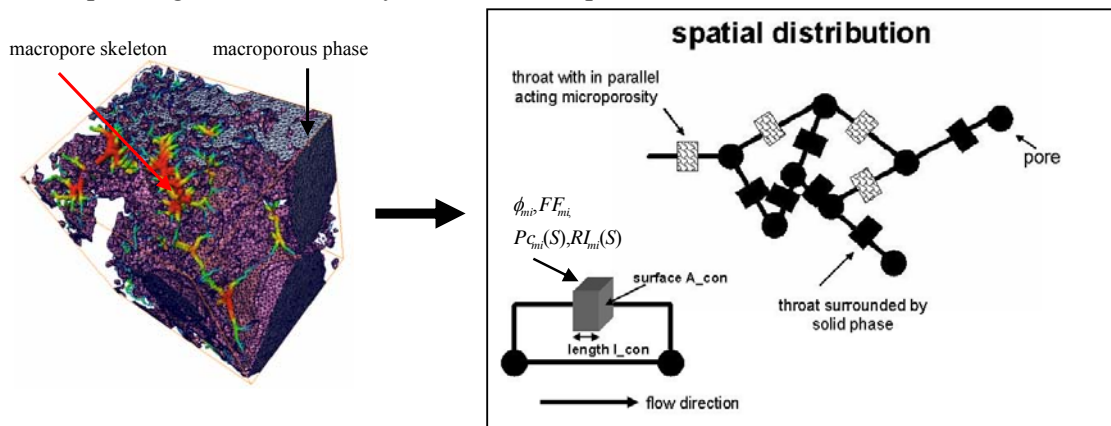 macropore skeleton
macroporous phase
spatial distribution
throat with in parallel
acting microporosity
pore
ϕmi, FFmi,
Pcmi(S),RImi(S)
surface A_con
length l_con
throat surrounded by
solid phase
flow direction